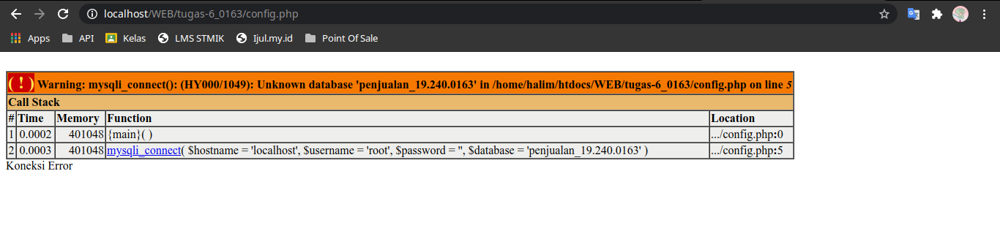 localhost/WEB/tugas-6_0163/config.php
Apps API Kelas LMS STMIK Ijul.my.id Point Of Sale
( ! ) Warning: mysqli_connect(): (HY000/1049): Unknown database 'penjualan_19.240.0163' in /home/halim/htdocs/WEB/tugas-6_0163/config.php on line 5
Call Stack
# Time Memory Function Location
1 0.0002 401048 {main}( ) .../config.php:0
2 0.0003 401048 mysqli_connect( $hostname = 'localhost', $username = 'root', $password = '', $database = 'penjualan_19.240.0163' ) .../config.php:5
Koneksi Error